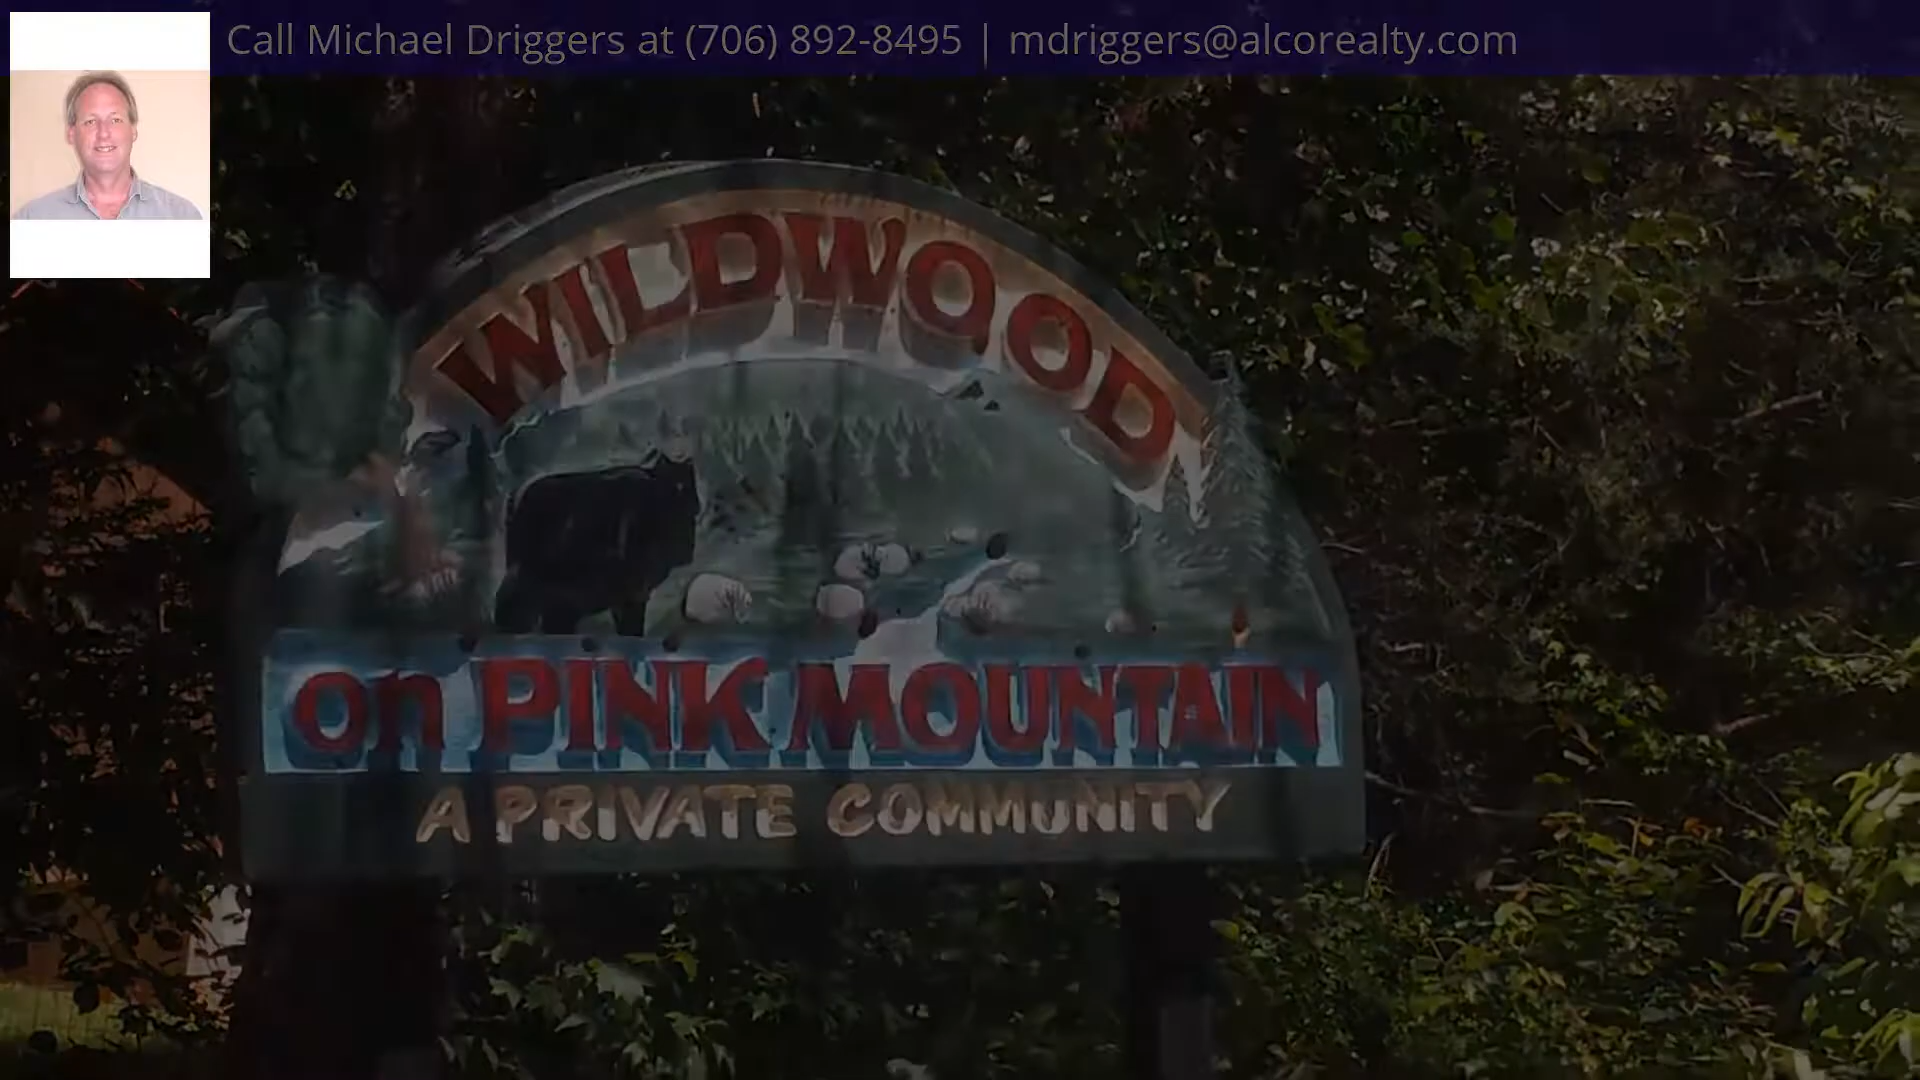 Call Michael Driggers at (706) 892-8495 | mdriggers@alcorealty.com
WILDWOOD
on PINK MOUNTAIN
A PRIVATE COMMUNITY